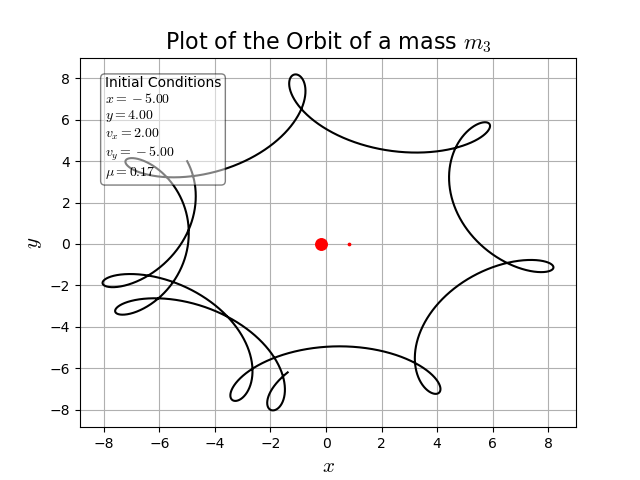 Plot of the Orbit of a mass m₃
Initial Conditions
x = −5.00
y = 4.00
vₓ = 2.00
v_y = −5.00
μ = 0.17
y
8
6
4
2
0
−2
−4
−6
−8
−8 −6 −4 −2 0 2 4 6 8
x